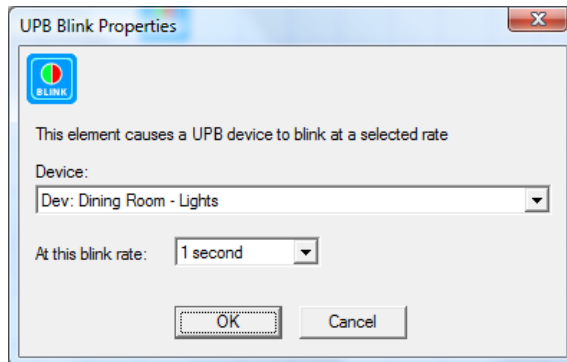 UPB Blink Properties
BLINK
This element causes a UPB device to blink at a selected rate
Device:
Dev: Dining Room - Lights
At this blink rate: 1 second
OK Cancel